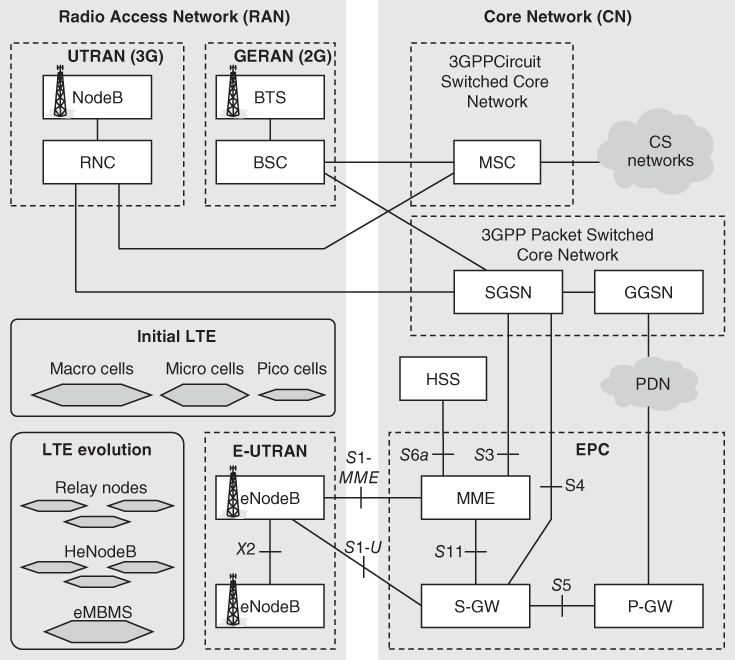 Radio Access Network (RAN)
Core Network (CN)
UTRAN (3G)
GERAN (2G)
NodeB
BTS
RNC
BSC
3GPPCircuit
Switched Core
Network
MSC
CS
networks
3GPP Packet Switched
Core Network
SGSN
GGSN
Initial LTE
Macro cells
Micro cells
Pico cells
HSS
PDN
LTE evolution
Relay nodes
HeNodeB
eMBMS
E-UTRAN
eNodeB
X2
eNodeB
S1-
MME
S1-U
EPC
S6a
S3
S4
MME
S11
S-GW
S5
P-GW